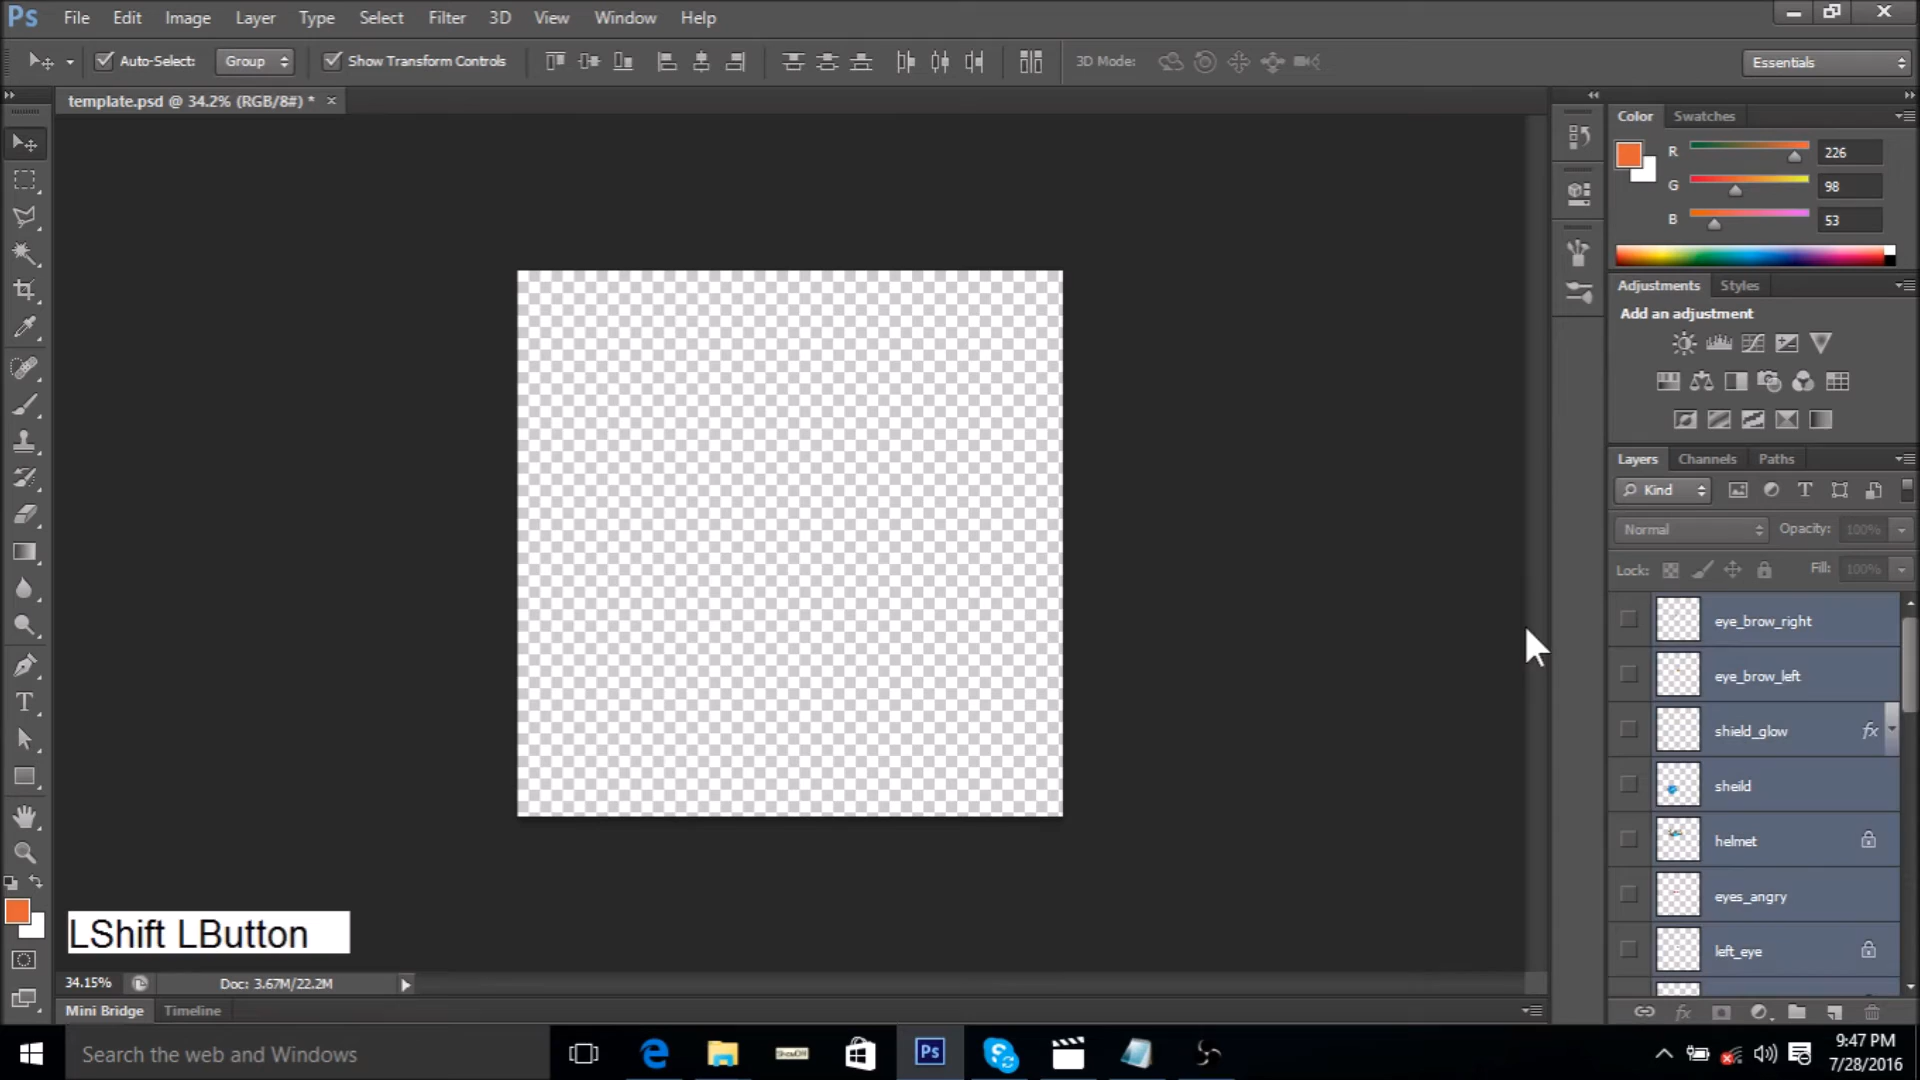 Ps File Edit Image Layer Type Select Filter 3D View Window Help
Auto-Select: Group Show Transform Controls 3D Mode: Essentials
template.psd @ 34.2% (RGB/8#) * ×
Color Swatches
R 226
G 98
B 53
Adjustments Styles
Add an adjustment
Layers Channels Paths
Kind
Normal Opacity: 100%
Lock: Fill: 100%
eye_brow_right
eye_brow_left
shield_glow fx
sheild
helmet
eyes_angry
left_eye
LShift LButton
34.15% Doc: 3.67M/22.2M
Mini Bridge Timeline
Search the web and Windows
Ps
9:47 PM
7/28/2016